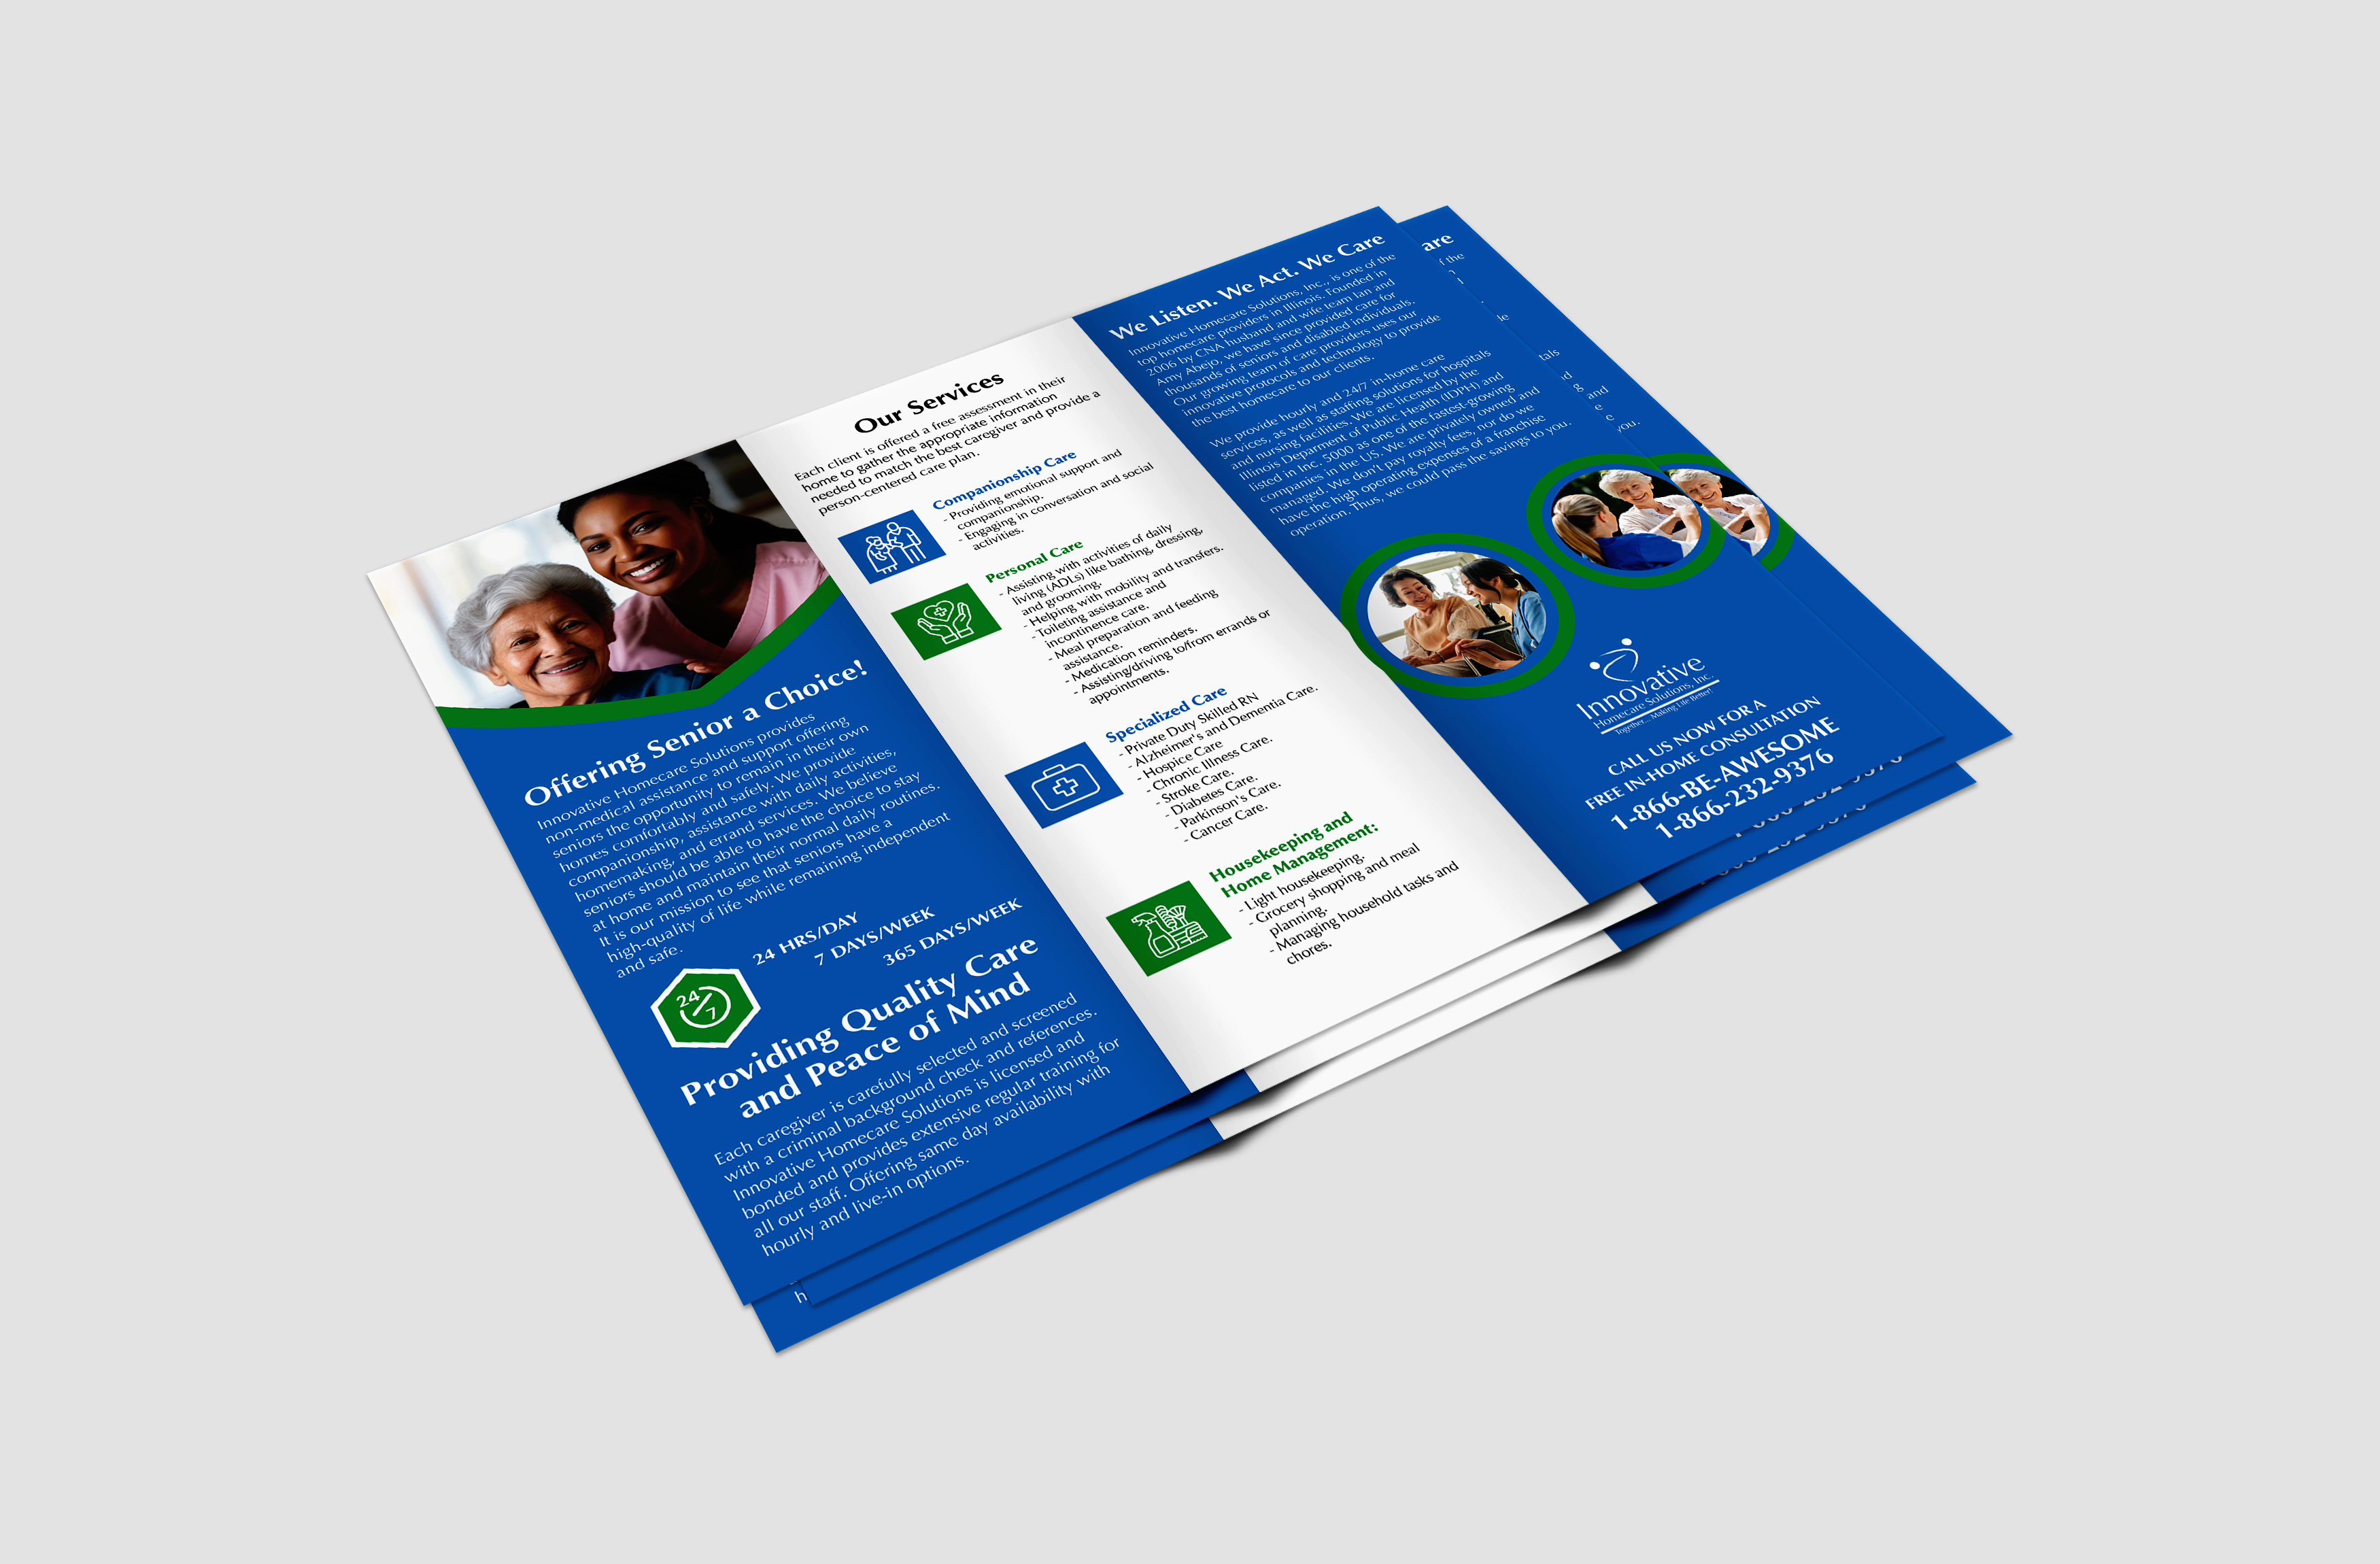 Offering Senior a Choice!
Innovative Homecare Solutions provides
non-medical assistance and support offering
seniors the opportunity to remain in their own
homes comfortably and safely. We provide
companionship, assistance with daily activities,
homemaking, and errand services. We believe
seniors should be able to have the choice to stay
at home and maintain their normal daily routines.
It is our mission to see that seniors have a
high-quality of life while remaining independent
and safe.
24/7
24 HRS/DAY
7 DAYS/WEEK
365 DAYS/WEEK
Providing Quality Care
and Peace of Mind
Each caregiver is carefully selected and screened
with a criminal background check and references.
Innovative Homecare Solutions is licensed and
bonded and provides extensive regular training for
all our staff. Offering same day availability with
hourly and live-in options.
Our Services
Each client is offered a free assessment in their
home to gather the appropriate information
needed to match the best caregiver and provide a
person-centered care plan.
Companionship Care
- Providing emotional support and
companionship.
- Engaging in conversation and social
activities.
Personal Care
- Assisting with activities of daily
living (ADLs) like bathing, dressing,
and grooming.
- Helping with mobility and transfers.
- Toileting assistance and
incontinence care.
- Meal preparation and feeding
assistance.
- Medication reminders.
- Assisting/driving to/from errands or
appointments.
Specialized Care
- Private Duty Skilled RN
- Alzheimer's and Dementia Care.
- Hospice Care
- Chronic Illness Care.
- Stroke Care.
- Diabetes Care.
- Parkinson's Care.
- Cancer Care.
Housekeeping and
Home Management:
- Light housekeeping.
- Grocery shopping and meal
planning.
- Managing household tasks and
chores.
We Listen. We Act. We Care
Innovative Homecare Solutions, Inc., is one of the
top homecare providers in Illinois. Founded in
2006 by CNA husband and wife team Ian and
Amy Abejo, we have since provided care for
thousands of seniors and disabled individuals.
Our growing team of care providers uses our
innovative protocols and technology to provide
the best homecare to our clients.
We provide hourly and 24/7 in-home care
services, as well as staffing solutions for hospitals
and nursing facilities. We are licensed by the
Illinois Deparment of Public Health (IDPH) and
listed in Inc. 5000 as one of the fastest-growing
companies in the US. We are privately owned and
managed. We don't pay royalty fees, nor do we
have the high operating expenses of a franchise
operation. Thus, we could pass the savings to you.
Innovative
Homecare Solutions, Inc.
Together... Making Life Better!
CALL US NOW FOR A
FREE IN-HOME CONSULTATION
1-866-BE-AWESOME
1-866-232-9376